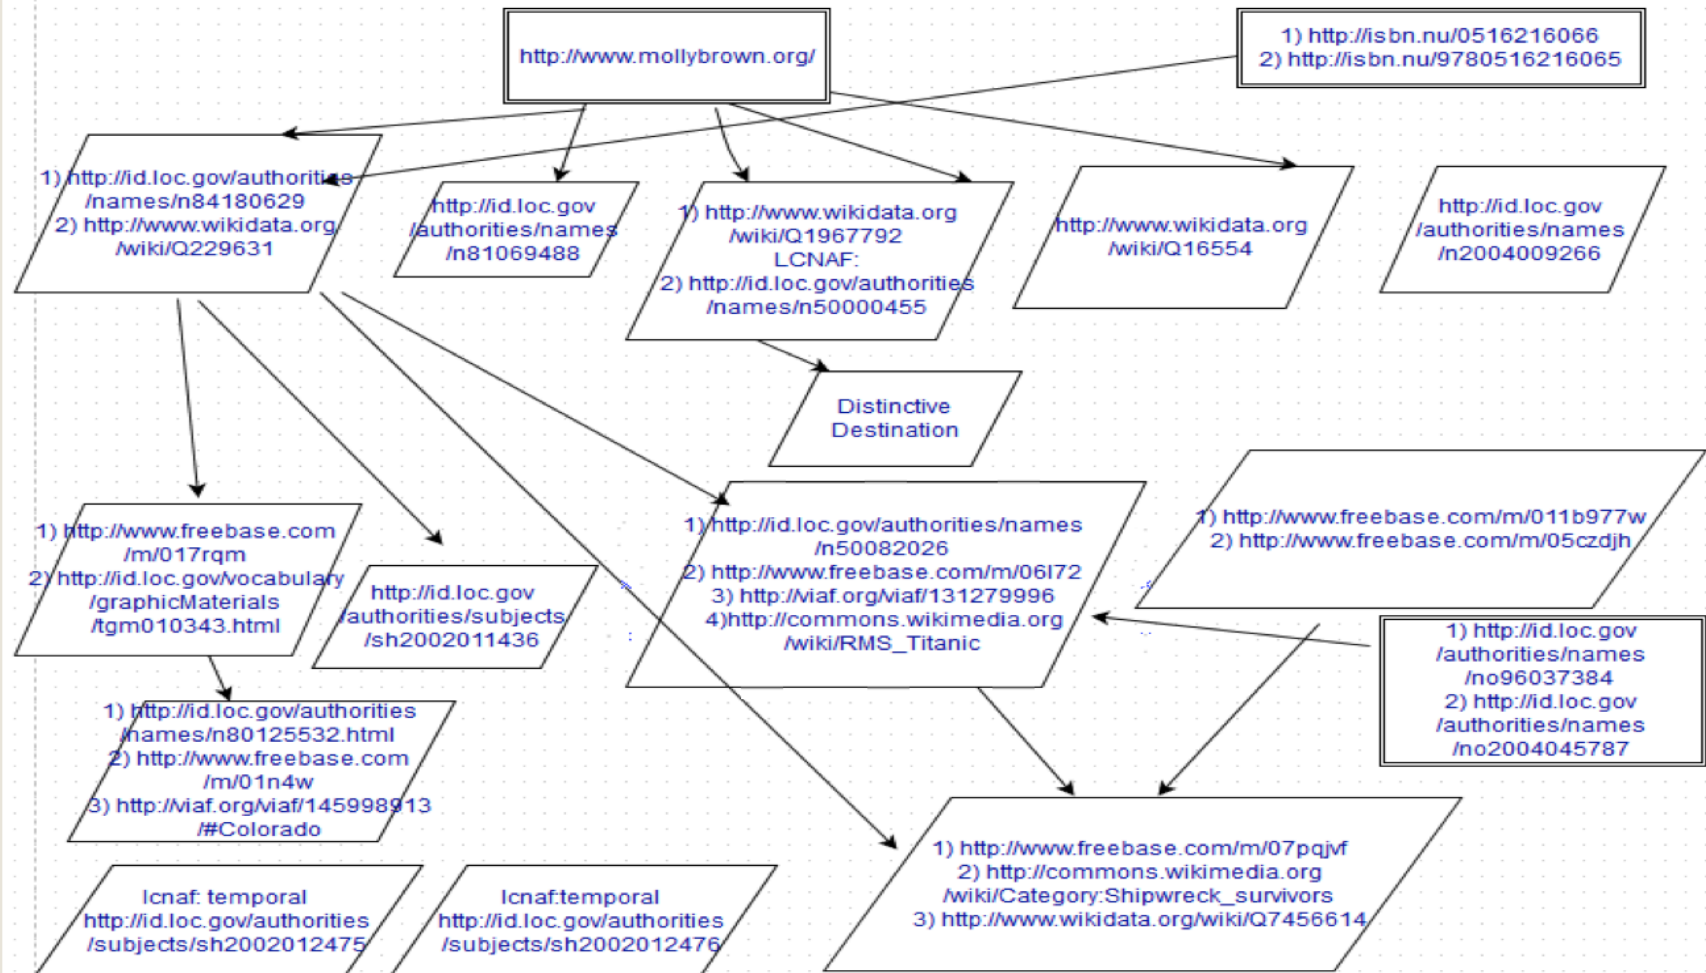 http://www.mollybrown.org/
1) http://isbn.nu/0516216066
2) http://isbn.nu/9780516216065
1) http://id.loc.gov/authorities
/names/n84180629
2) http://www.wikidata.org
/wiki/Q229631
http://id.loc.gov
/authorities/names
/n81069488
1) http://www.wikidata.org
/wiki/Q1967792
LCNAF:
2) http://id.loc.gov/authorities
/names/n50000455
http://www.wikidata.org
/wiki/Q16554
http://id.loc.gov
/authorities/names
/n2004009266
Distinctive
Destination
1) http://www.freebase.com
/m/017rqm
2) http://id.loc.gov/vocabulary
/graphicMaterials
/tgm010343.html
http://id.loc.gov
/authorities/subjects
/sh2002011436
1) http://id.loc.gov/authorities/names
/n50082026
2) http://www.freebase.com/m/06l72
3) http://viaf.org/viaf/131279996
4)http://commons.wikimedia.org
/wiki/RMS_Titanic
1) http://www.freebase.com/m/011b977w
2) http://www.freebase.com/m/05czdjh
1) http://id.loc.gov
/authorities/names
/no96037384
2) http://id.loc.gov
/authorities/names
/no2004045787
1) http://id.loc.gov/authorities
/names/n80125532.html
2) http://www.freebase.com
/m/01n4w
3) http://viaf.org/viaf/145998913
/#Colorado
1) http://www.freebase.com/m/07pqjvf
2) http://commons.wikimedia.org
/wiki/Category:Shipwreck_survivors
3) http://www.wikidata.org/wiki/Q7456614
lcnaf: temporal
http://id.loc.gov/authorities
/subjects/sh2002012475
lcnaf:temporal
http://id.loc.gov/authorities
/subjects/sh2002012476